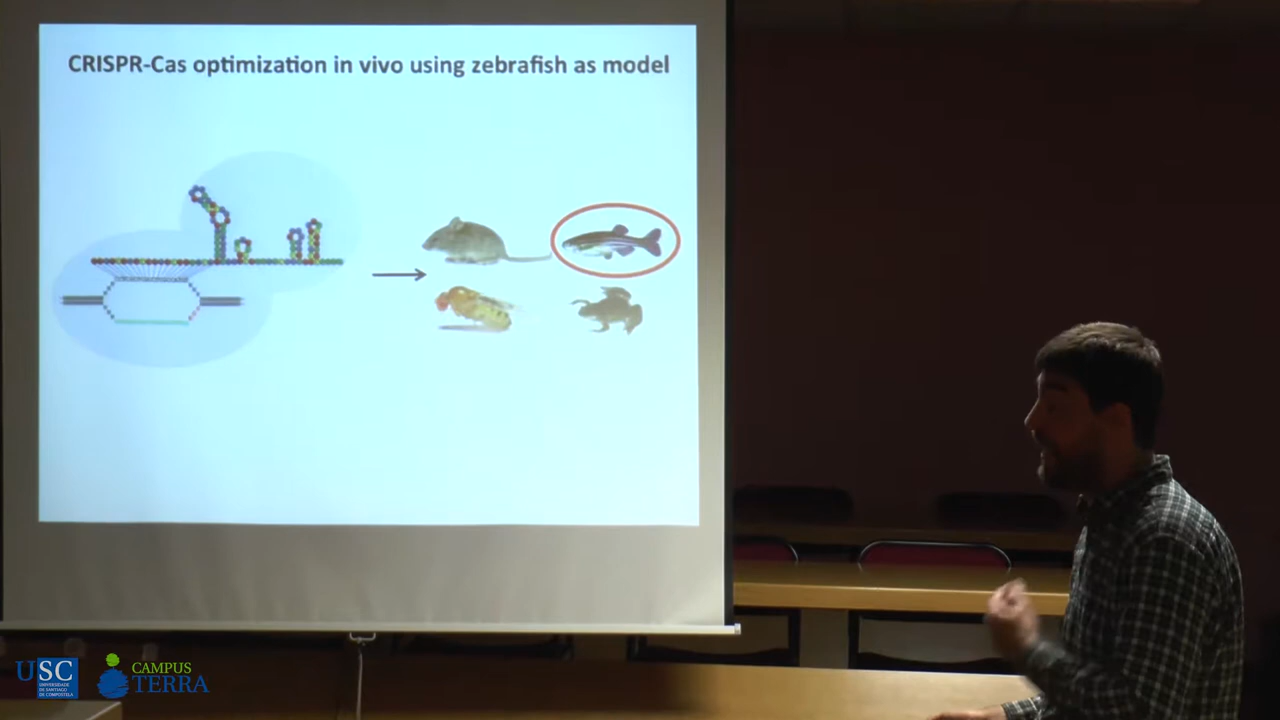 CRISPR-Cas optimization in vivo using zebrafish as model
USC
UNIVERSIDADE
DE SANTIAGO
DE COMPOSTELA
CAMPUS
TERRA